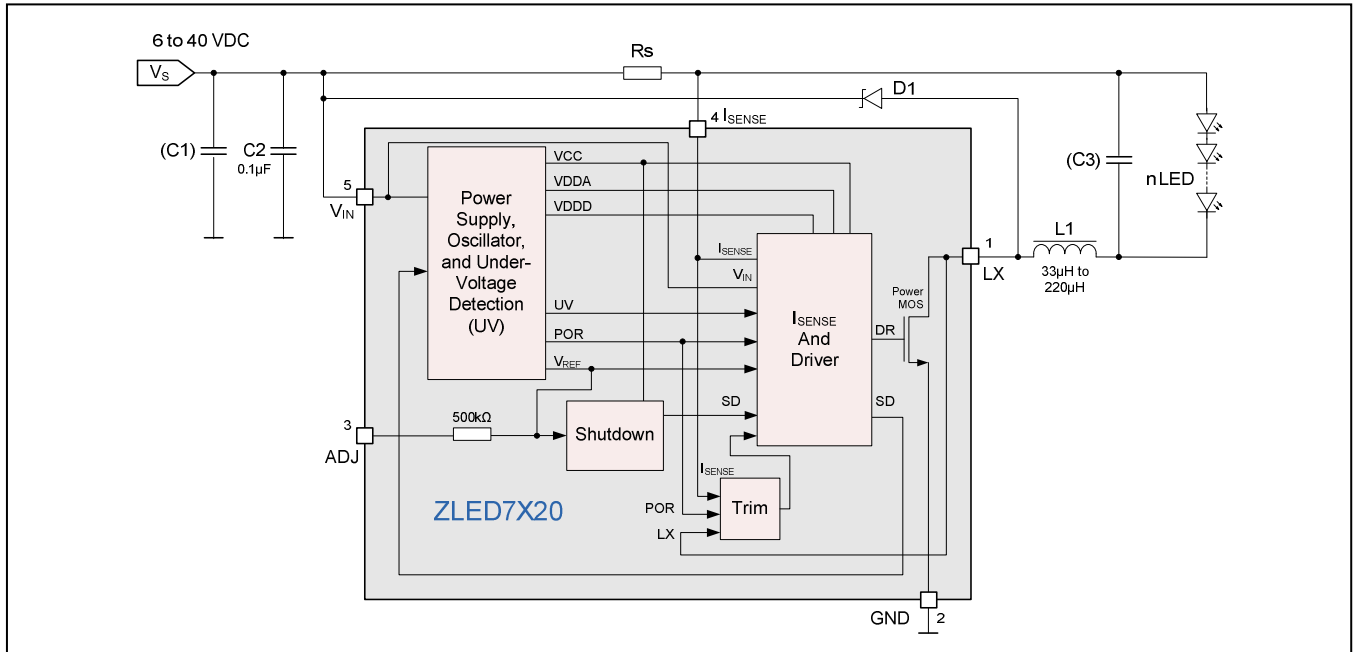 6 to 40 VDC
VS
Rs
D1
4 ISENSE
(C1)
C2
0.1µF
(C3)
nLED
5
VIN
VCC
VDDA
VDDD
Power
Supply,
Oscillator,
and Under-
Voltage
Detection
(UV)
ISENSE
VIN
1
LX
L1
33µH to
220µH
Power
MOS
UV
POR
VREF
ISENSE
And
Driver
DR
SD
SD
3
ADJ
500kΩ
Shutdown
ISENSE
POR
LX
Trim
ZLED7X20
GND
2